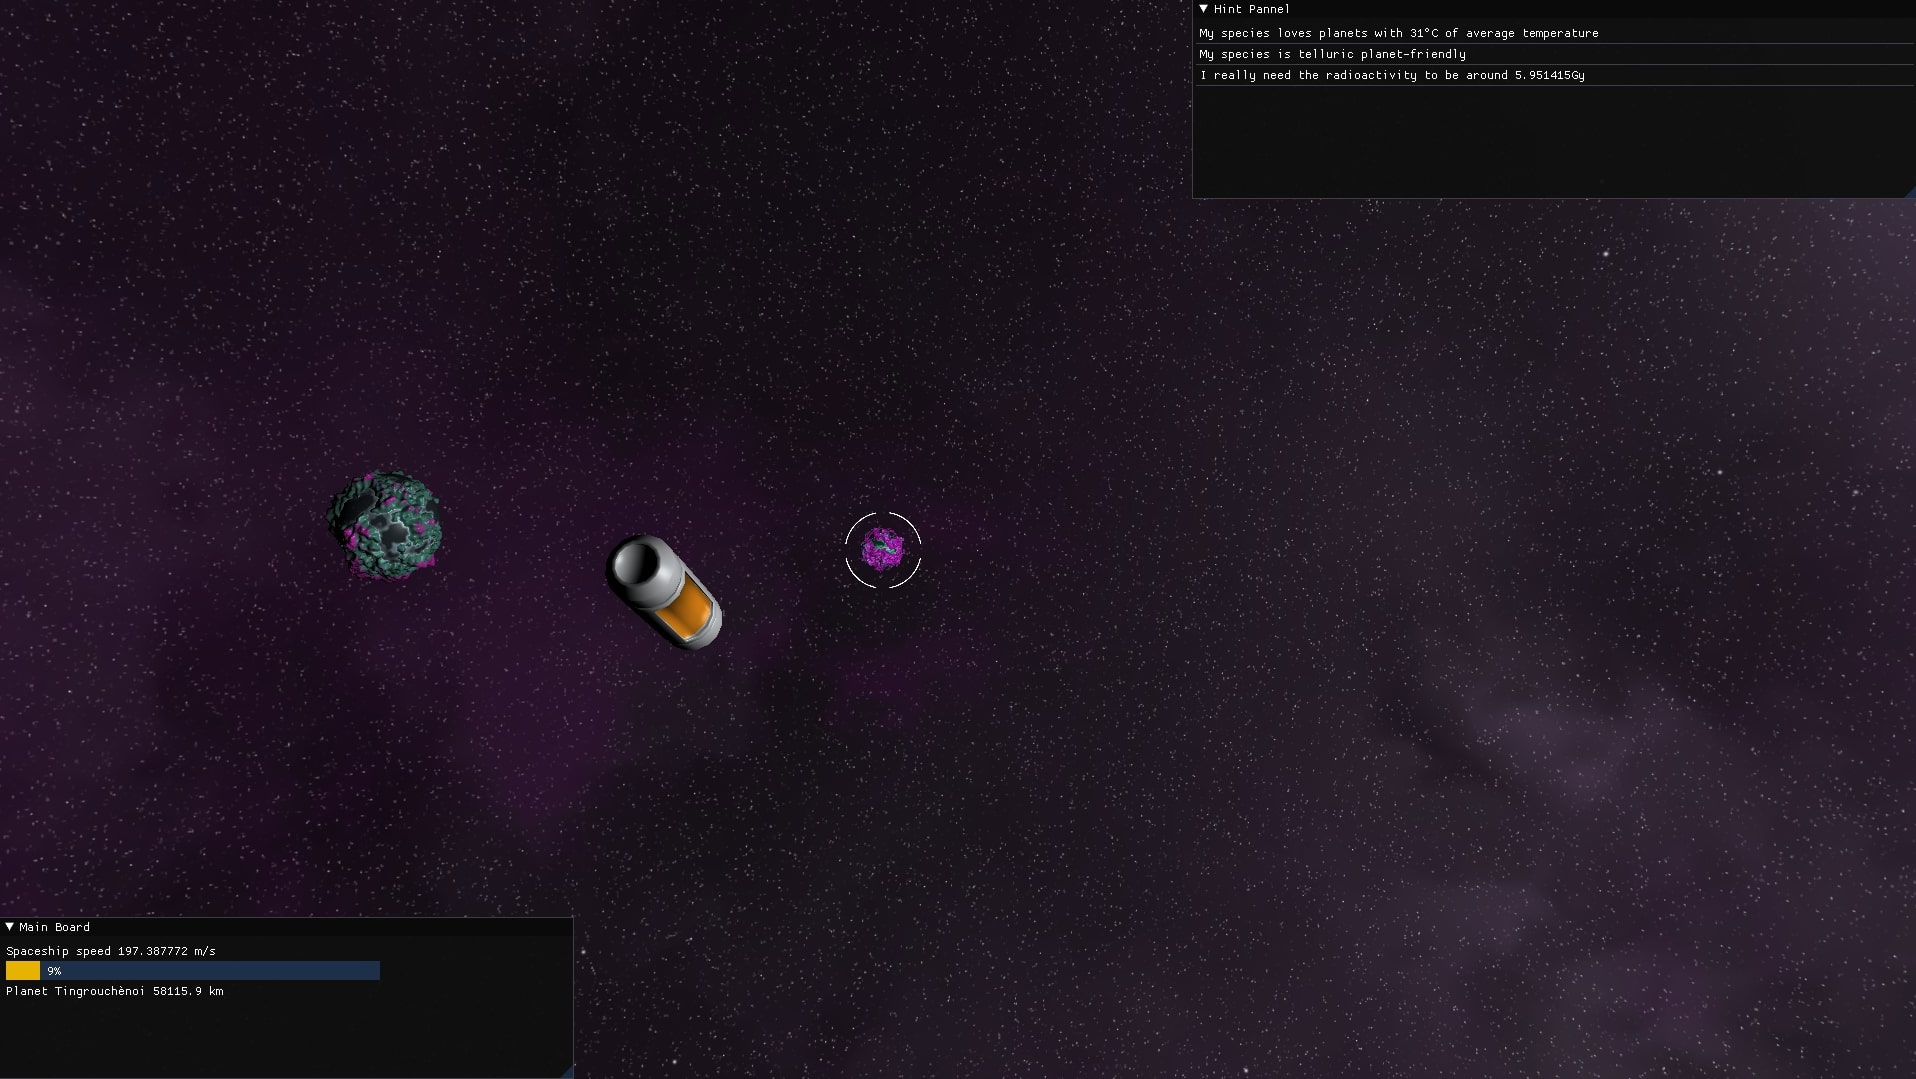 Hint Pannel
My species loves planets with 31°C of average temperature
My species is telluric planet-friendly
I really need the radioactivity to be around 5.951415Gy
Main Board
Spaceship speed 197.387772 m/s
9%
Planet Tingrouchènoi 58115.9 km